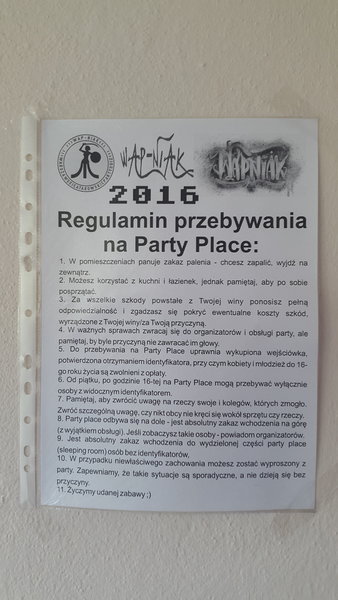 WAP-NIAK
WAPNIAK
2016
Regulamin przebywania
na Party Place:
1. W pomieszczeniach panuje zakaz palenia - chcesz zapalić, wyjdź na
zewnątrz.
2. Możesz korzystać z kuchni i łazienek, jednak pamiętaj, aby po sobie
posprzątać.
3. Za wszelkie szkody powstałe z Twojej winy ponosisz pełną
odpowiedzialność i zgadzasz się pokryć ewentualne koszty szkód,
wyrządzone z Twojej winy/za Twoją przyczyną.
4. W ważnych sprawach zwracaj się do organizatorów i obsługi party, ale
pamiętaj, by byle przyczyną nie zawracać im głowy.
5. Do przebywania na Party Place uprawnia wykupiona wejściówka,
potwierdzona otrzymaniem identyfikatora, przy czym kobiety i młodzież do 16-
go roku życia są zwolnieni z opłaty.
6. Od piątku, po godzinie 16-tej na Party Place mogą przebywać wyłącznie
osoby z widocznym identyfikatorem.
7. Pamiętaj, aby zwrócić uwagę na rzeczy swoje i kolegów, których zmogło.
Zwróć szczególną uwagę, czy nikt obcy nie kręci się wokół sprzętu czy rzeczy.
8. Party place odbywa się na dole - jest absolutny zakaz wchodzenia na górę
(z wyjątkiem obsługi). Jeśli zobaczysz takie osoby - powiadom organizatorów.
9. Jest absolutny zakaz wchodzenia do wydzielonej części party place
(sleeping room) osób bez identyfikatorów,
10. W przypadku niewłaściwego zachowania możesz zostać wyproszony z
party. Zapewniamy, że takie sytuacje są sporadyczne, a nie dzieją się bez
przyczyny.
11. Życzymy udanej zabawy ;)